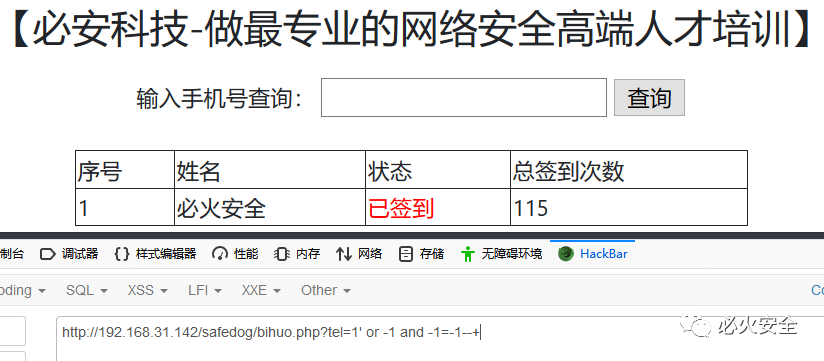 【必安科技-做最专业的网络安全高端人才培训】
输入手机号查询: 查询
序号 姓名 状态 总签到次数
1 必火安全 已签到 115
制台 调试器 样式编辑器 性能 内存 网络 存储 无障碍环境 HackBar
oding SQL XSS LFI XXE Other Co
http://192.168.31.142/safedog/bihuo.php?tel=1' or -1 and -1=-1--+
必火安全